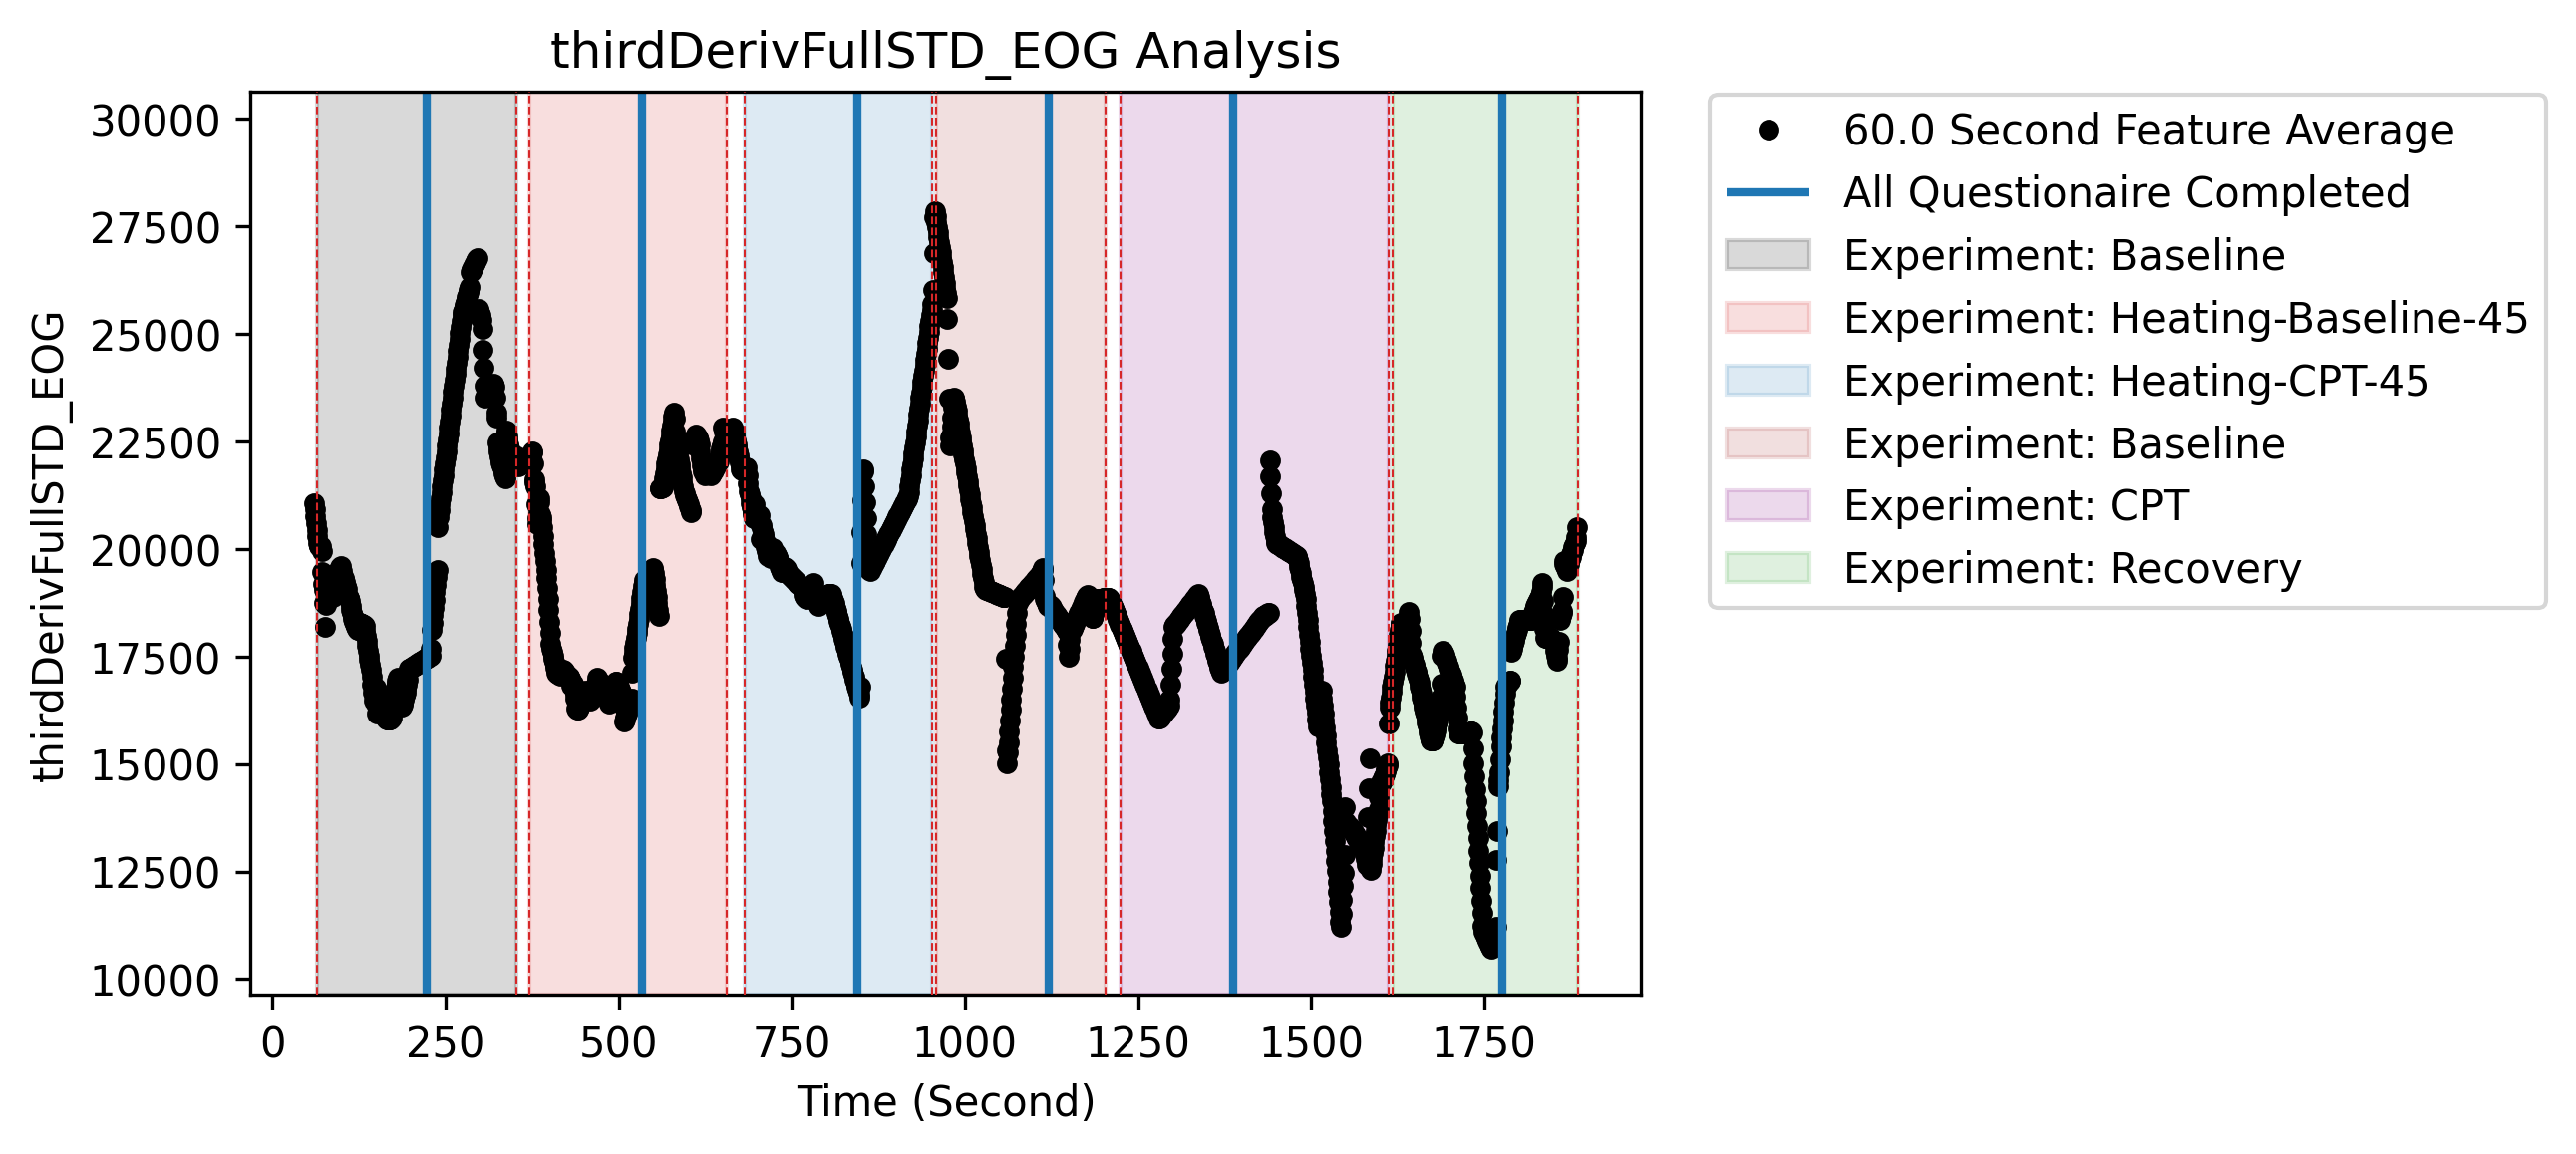 thirdDerivFullSTD_EOG Analysis
thirdDerivFullSTD_EOG
30000
27500
25000
22500
20000
17500
15000
12500
10000
0 250 500 750 1000 1250 1500 1750
Time (Second)
60.0 Second Feature Average
All Questionaire Completed
Experiment: Baseline
Experiment: Heating-Baseline-45
Experiment: Heating-CPT-45
Experiment: Baseline
Experiment: CPT
Experiment: Recovery